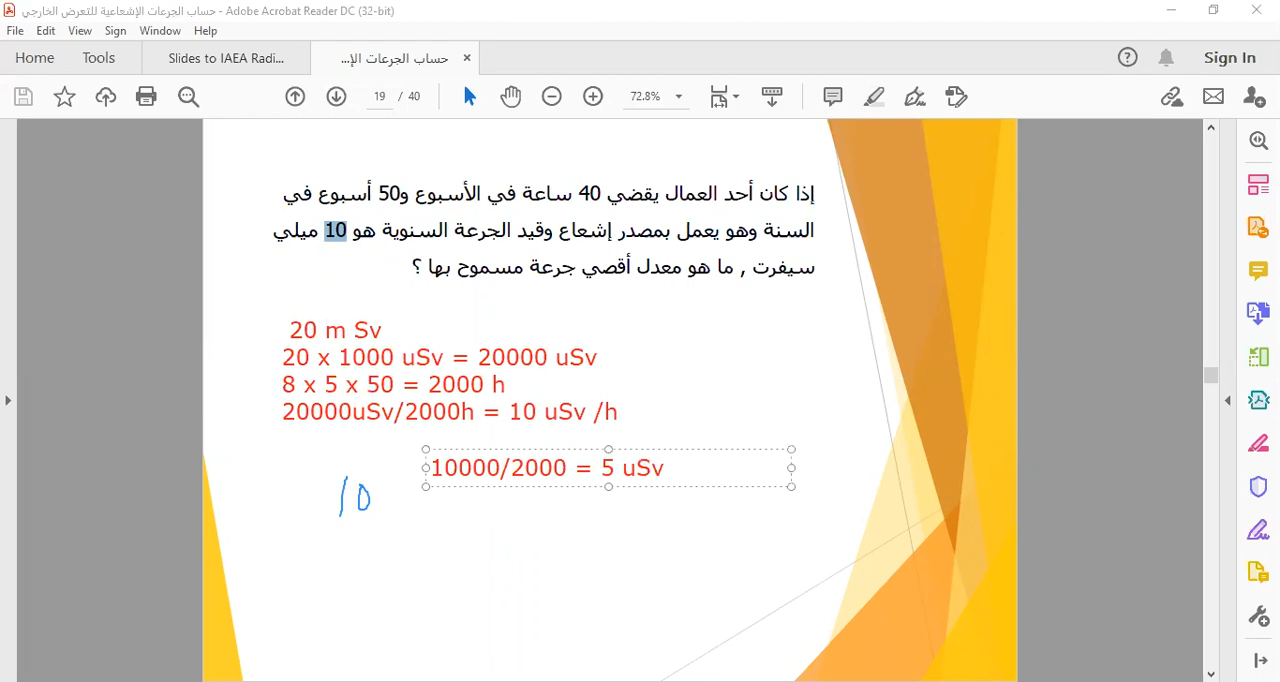 حساب الجرعات الإشعاعية للتعرض الخارجي - Adobe Acrobat Reader DC (32-bit)
File Edit View Sign Window Help
Home Tools Slides to IAEA Radi... حساب الجرعات الإ... × Sign In
19 / 40 72.8%
إذا كان أحد العمال يقضي 40 ساعة في الأسبوع و50 أسبوع في
السنة وهو يعمل بمصدر إشعاع وقيد الجرعة السنوية هو 10 ميلي
سيفرت , ما هو معدل أقصي جرعة مسموح بها ؟
20 m Sv
20 x 1000 uSv = 20000 uSv
8 x 5 x 50 = 2000 h
20000uSv/2000h = 10 uSv /h
10000/2000 = 5 uSv
10